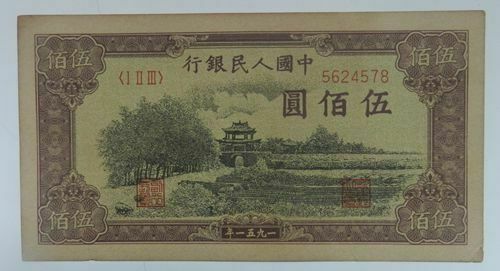 伍佰
伍佰
行銀民人國中
〈I II III〉
5624578
圓佰伍
伍佰
伍佰
年一五九一